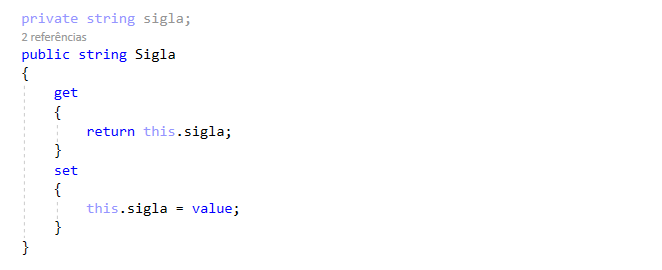 private string sigla;
2 referências
public string Sigla
{
get
{
return this.sigla;
}
set
{
this.sigla = value;
}
}